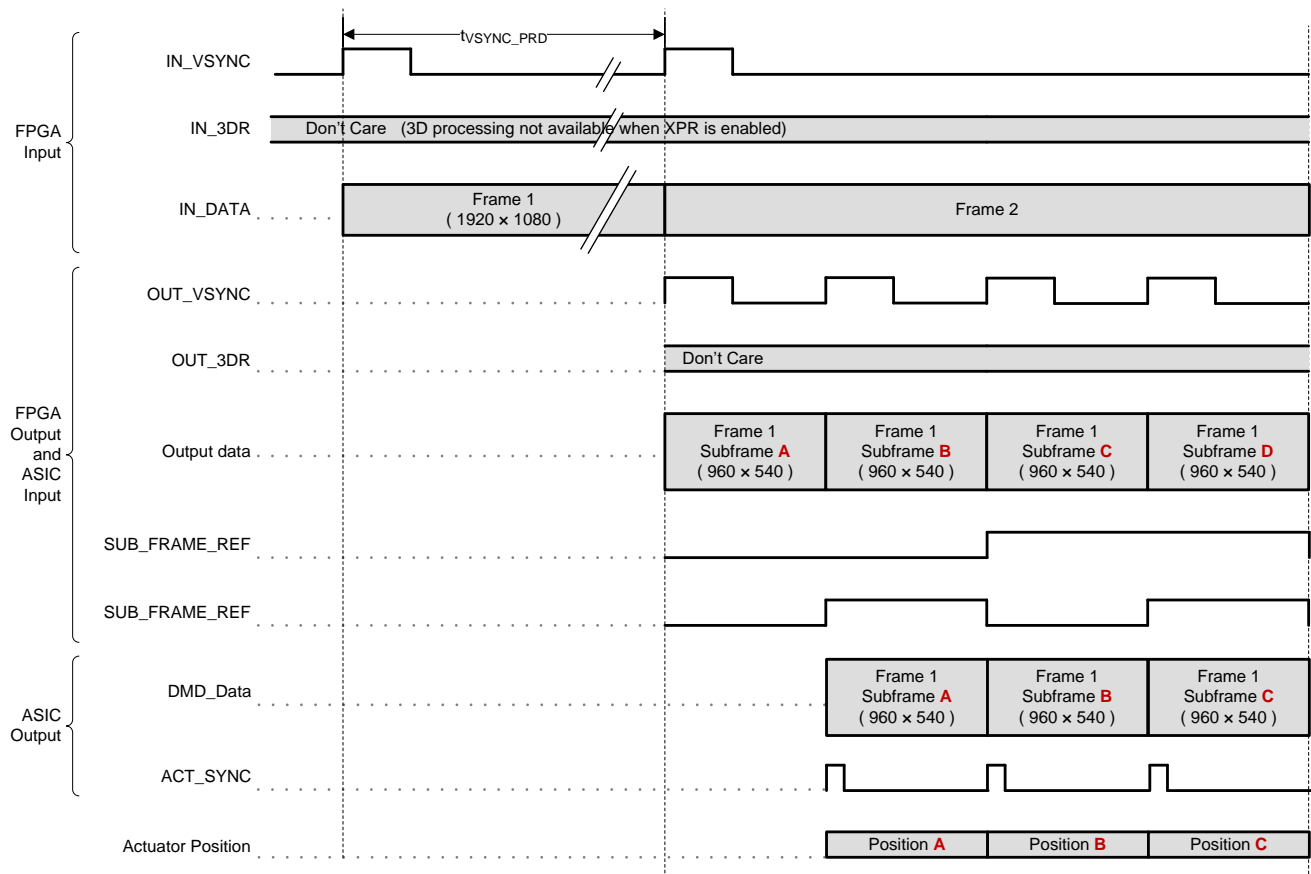 tVSYNC_PRD
IN_VSYNC
FPGA
Input
IN_3DR
Don't Care (3D processing not available when XPR is enabled)
IN_DATA
Frame 1
( 1920 × 1080 )
Frame 2
OUT_VSYNC
OUT_3DR
Don't Care
FPGA
Output
and
ASIC
Input
Output data
Frame 1
Subframe A
( 960 × 540 )
Frame 1
Subframe B
( 960 × 540 )
Frame 1
Subframe C
( 960 × 540 )
Frame 1
Subframe D
( 960 × 540 )
SUB_FRAME_REF
SUB_FRAME_REF
ASIC
Output
DMD_Data
Frame 1
Subframe A
( 960 × 540 )
Frame 1
Subframe B
( 960 × 540 )
Frame 1
Subframe C
( 960 × 540 )
ACT_SYNC
Actuator Position
Position A
Position B
Position C